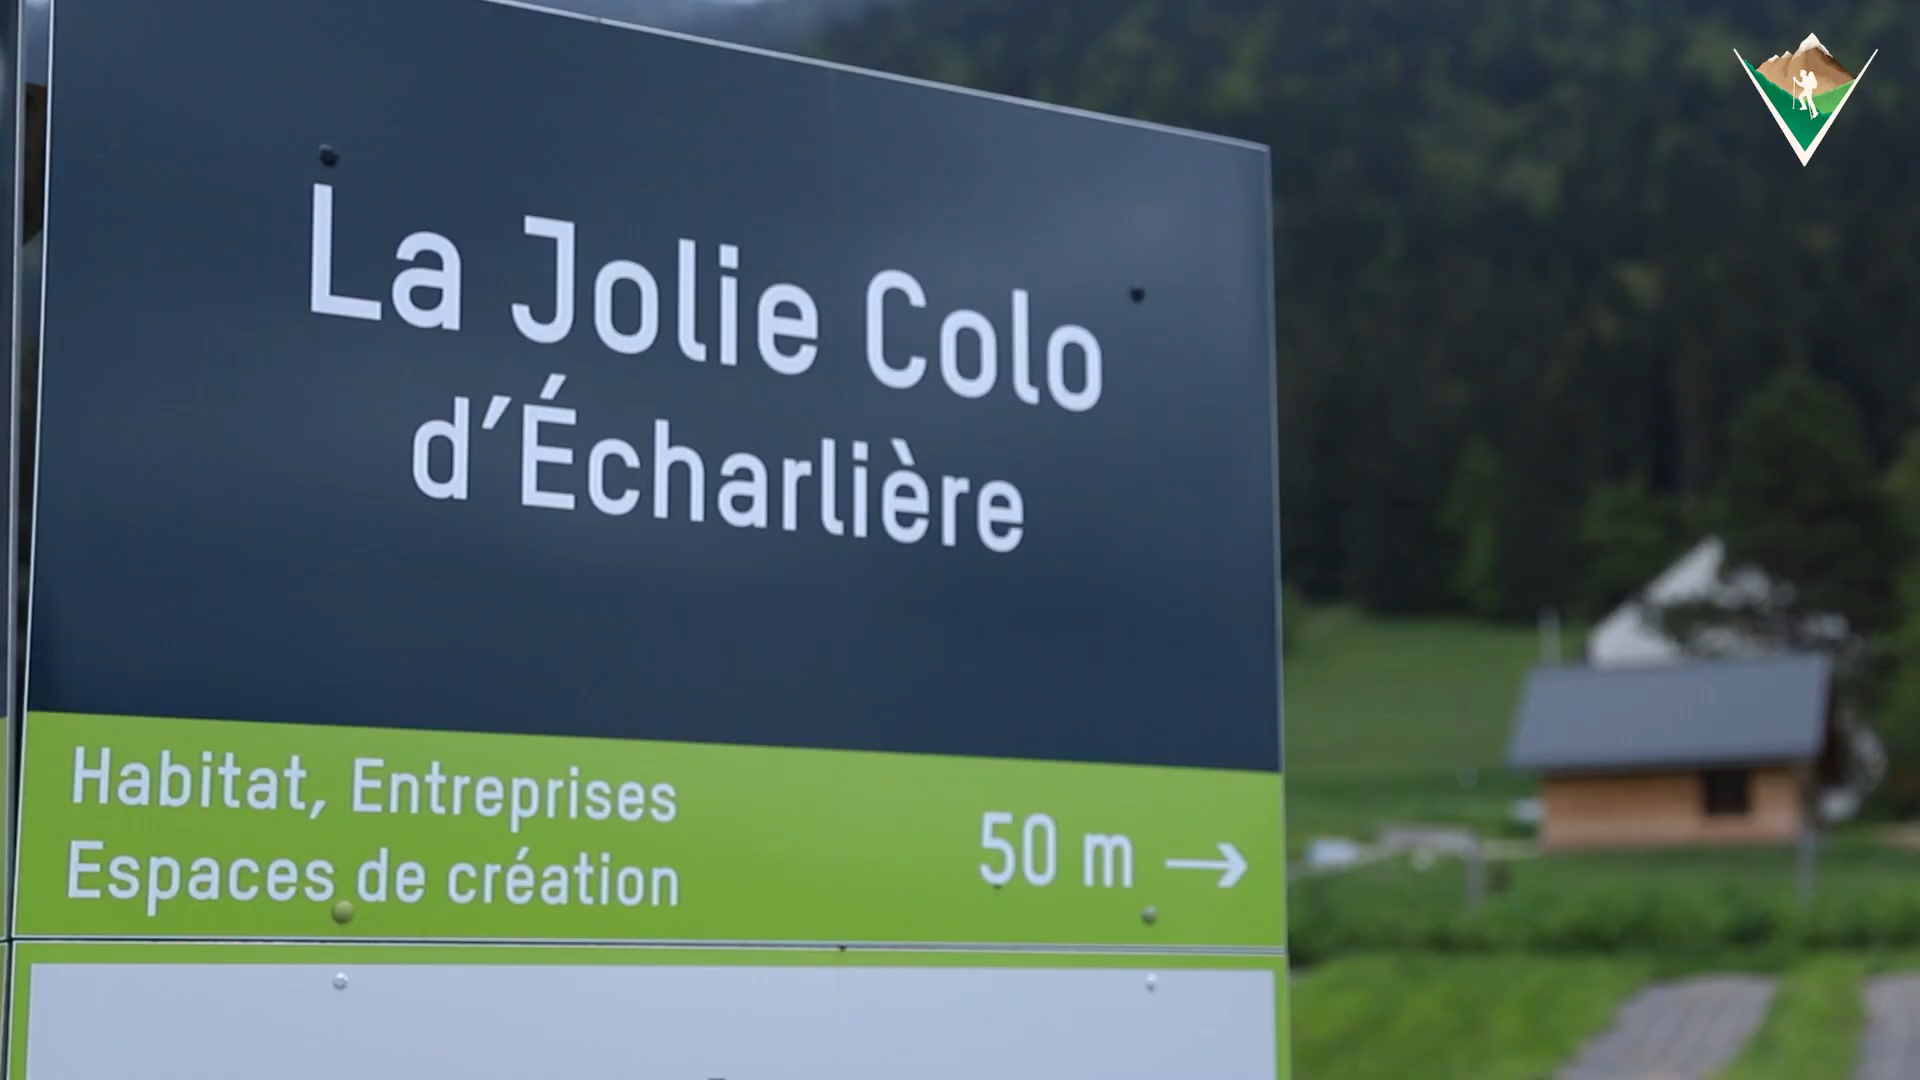 La Jolie Colo
d'Écharlière
Habitat, Entreprises
Espaces de création
50 m →